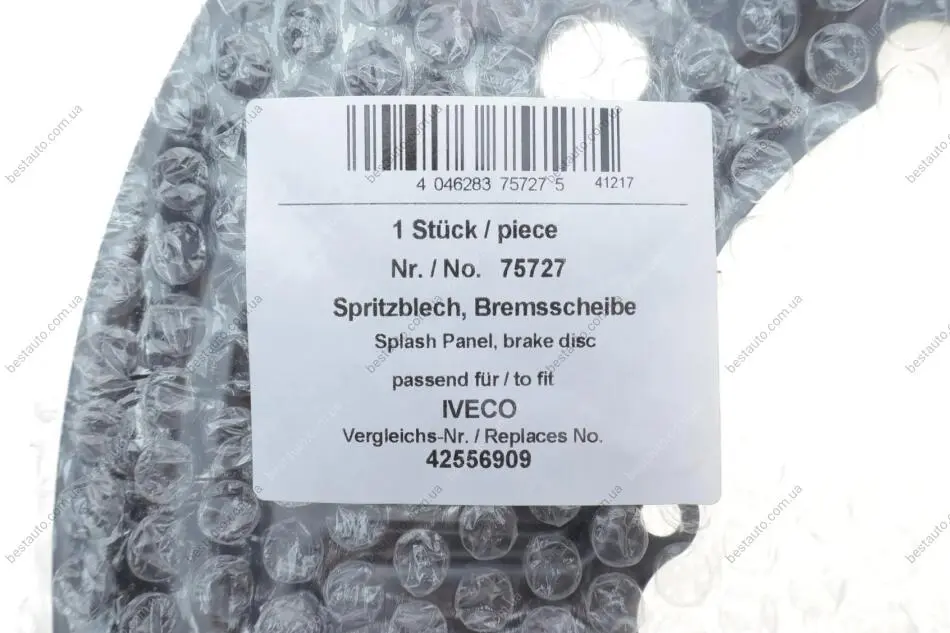 4 046283 75727 5 41217
1 Stück / piece
Nr. / No. 75727
Spritzblech, Bremsscheibe
Splash Panel, brake disc
passend für / to fit
IVECO
Vergleichs-Nr. / Replaces No.
42556909
bestauto.com.ua